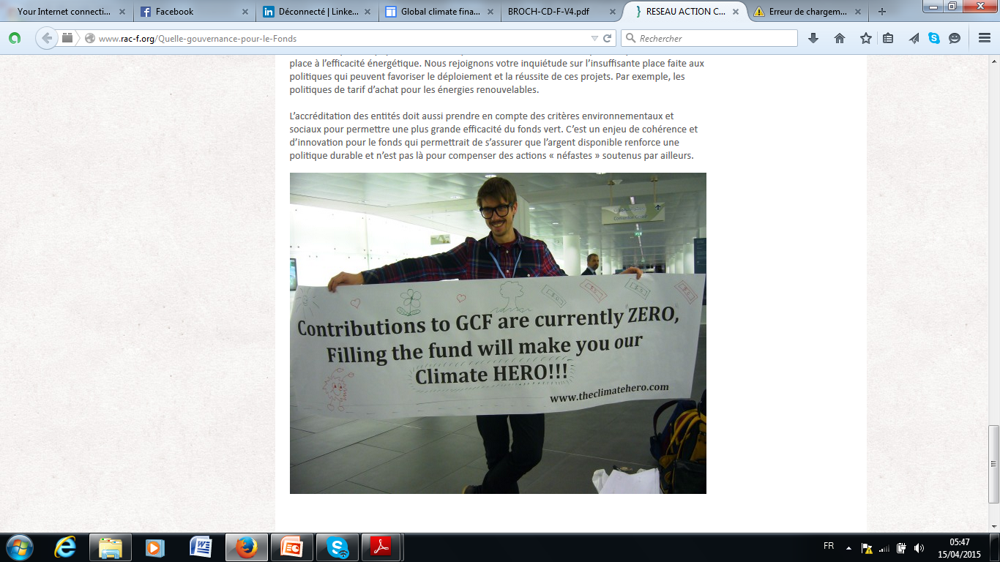 Your Internet connecti...
Facebook
Déconnecté | Linke...
Global climate fina...
BROCH-CD-F-V4.pdf
RESEAU ACTION C...
Erreur de chargem...
www.rac-f.org/Quelle-gouvernance-pour-le-Fonds
Rechercher
place à l'efficacité énergétique. Nous rejoignons votre inquiétude sur l'insuffisante place faite aux
politiques qui peuvent favoriser le déploiement et la réussite de ces projets. Par exemple, les
politiques de tarif d'achat pour les énergies renouvelables.
L'accréditation des entités doit aussi prendre en compte des critères environnementaux et
sociaux pour permettre une plus grande efficacité du fonds vert. C'est un enjeu de cohérence et
d'innovation pour le fonds qui permettrait de s'assurer que l'argent disponible renforce une
politique durable et n'est pas là pour compenser des actions « néfastes » soutenus par ailleurs.
Contributions to GCF are currently "ZERO,"
Filling the fund will make you our
Climate HERO!!!
www.theclimatehero.com
FR
05:47
15/04/2015